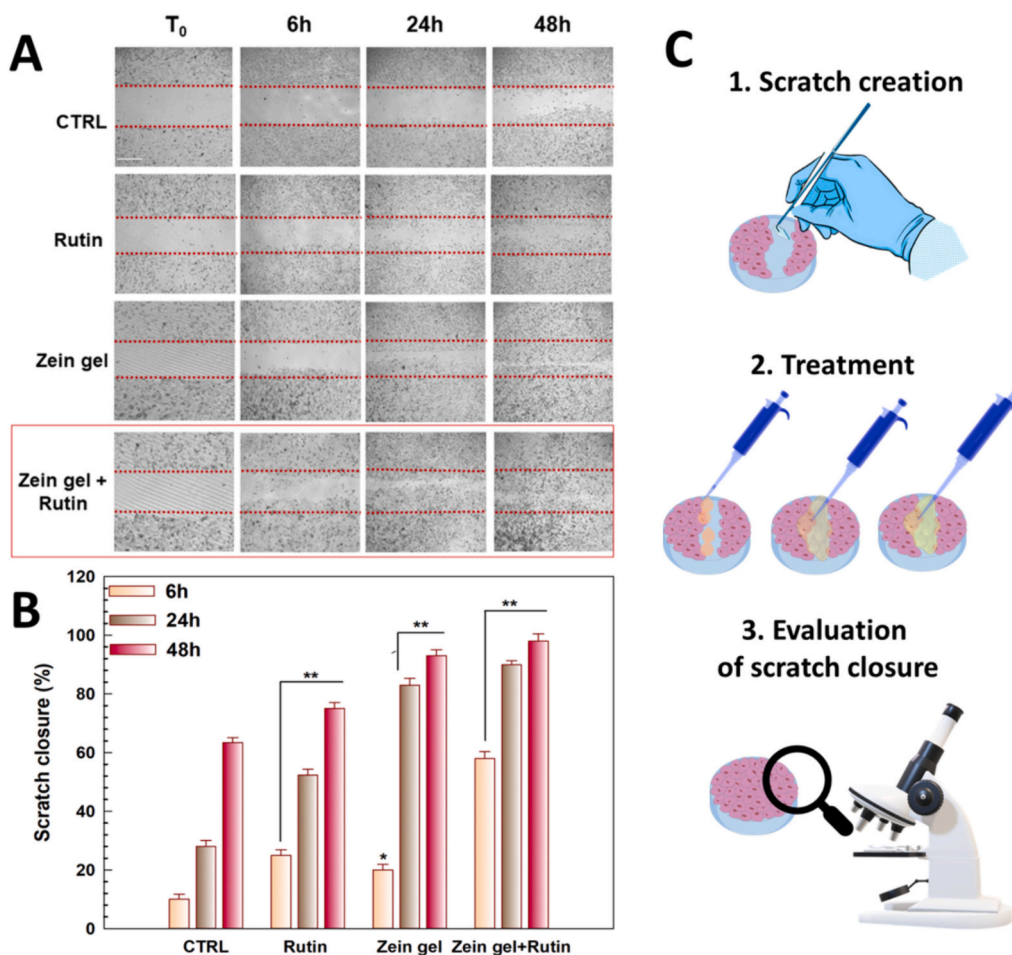 A
T0
6h
24h
48h
CTRL
Rutin
Zein gel
Zein gel +
Rutin
B
120
100
80
60
40
20
0
Scratch closure (%)
6h
24h
48h
**
*
**
**
CTRL
Rutin
Zein gel
Zein gel+Rutin
C
1. Scratch creation
2. Treatment
3. Evaluation
of scratch closure